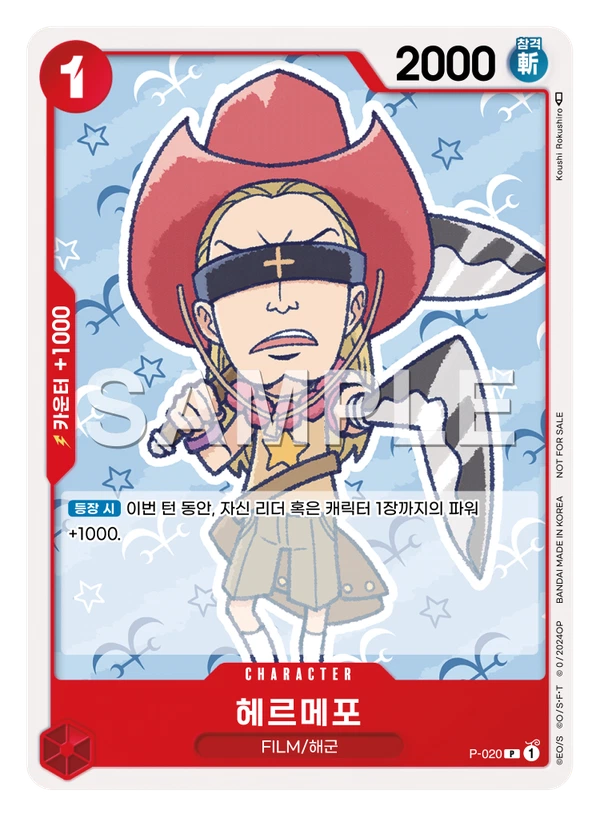 1
2000
참격
斬
Koushi Rokushiro
카운터 +1000
SAMPLE
등장 시 이번 턴 동안, 자신 리더 혹은 캐릭터 1장까지의 파워
+1000.
CHARACTER
헤르메포
FILM/해군
P-020 P 1
©EO/S ©O/S·F·T © O/2024OP BANDAI MADE IN KOREA NOT FOR SALE